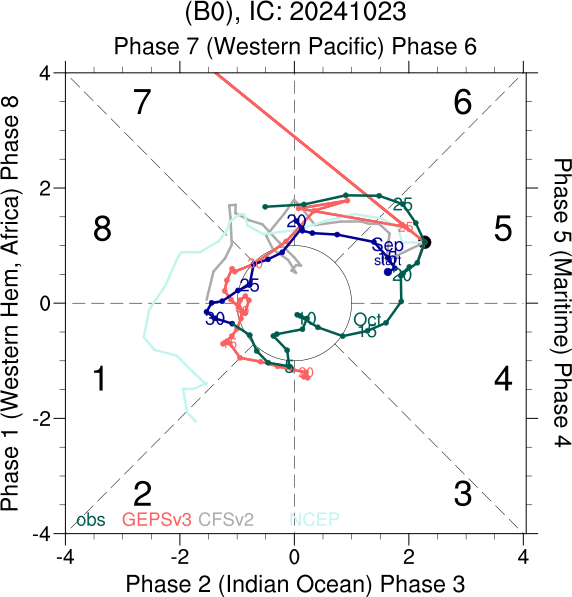 (B0), IC: 20241023
Phase 7 (Western Pacific) Phase 6
Phase 1 (Western Hem, Africa) Phase 8
Phase 5 (Maritime) Phase 4
4
2
0
-2
-4
7
6
8
5
1
4
2
3
25
25
20
Sep
start
20
25
30
Oct
10
15
5
20
obs GEPSv3 CFSv2 NCEP
-4 -2 0 2 4
Phase 2 (Indian Ocean) Phase 3